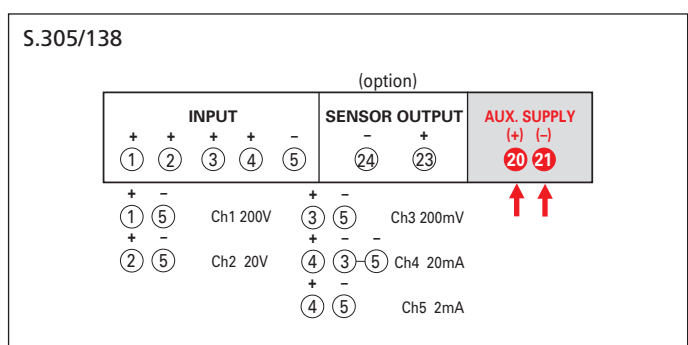 S.305/138
(option)
INPUT SENSOR OUTPUT AUX. SUPPLY
+ + + + – – + (+) (–)
1 2 3 4 5 24 23 20 21
+ – + –
1 5 Ch1 200V 3 5 Ch3 200mV
+ – + – –
2 5 Ch2 20V 4 3 5 Ch4 20mA
+ –
4 5 Ch5 2mA